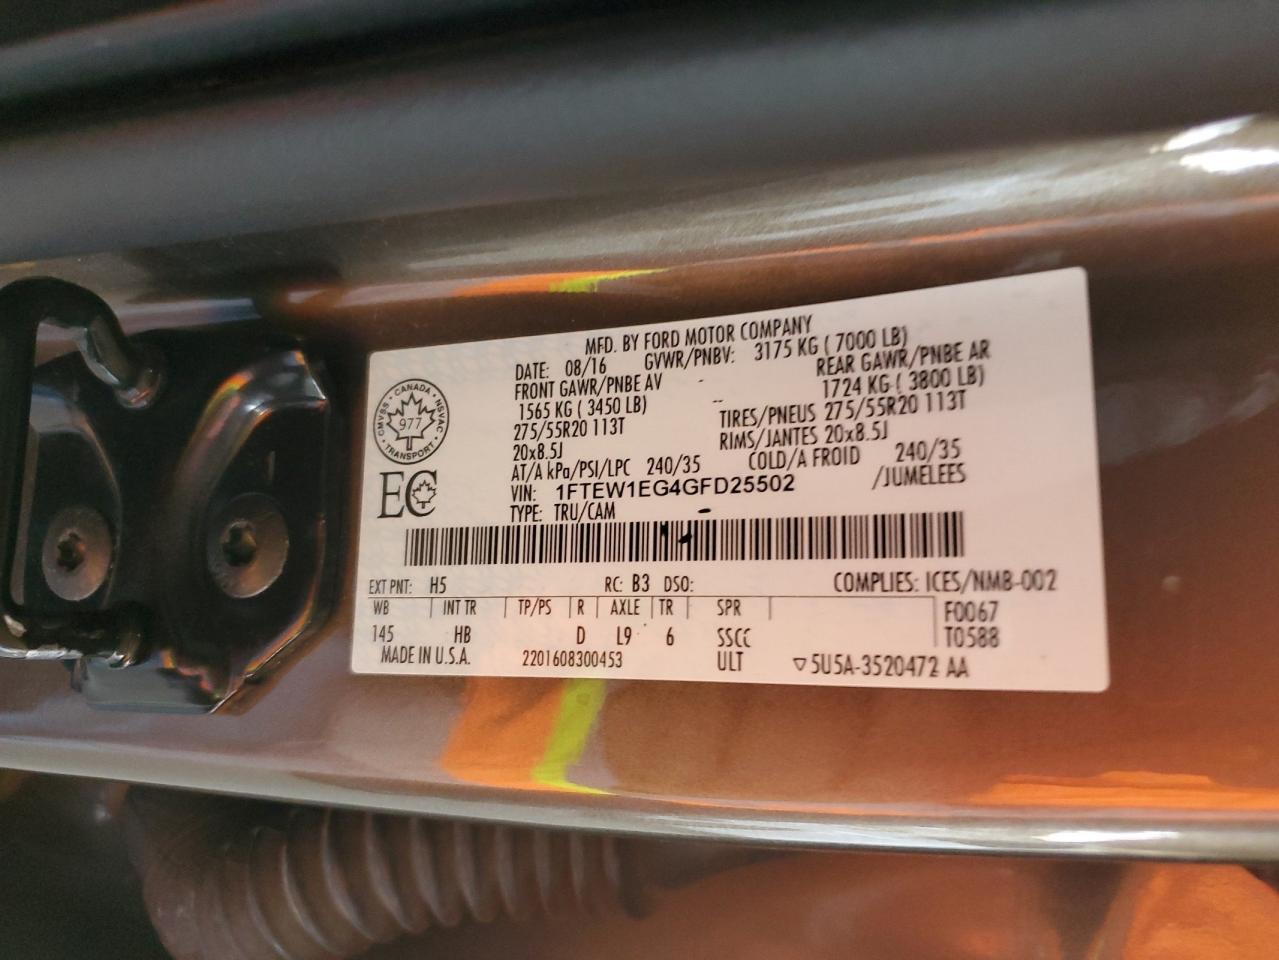 MFD. BY FORD MOTOR COMPANY
DATE: 08/16 GVWR/PNBV: 3175 KG ( 7000 LB)
FRONT GAWR/PNBE AV REAR GAWR/PNBE AR
1565 KG ( 3450 LB) 1724 KG ( 3800 LB)
275/55R20 113T TIRES/PNEUS 275/55R20 113T
20x8.5J RIMS/JANTES 20x8.5J
AT/A kPa/PSI/LPC 240/35 COLD/A FROID 240/35
VIN: 1FTEW1EG4GFD25502 /JUMELEES
TYPE: TRU/CAM
CANADA
CMVSS 977 NSVAC
TRANSPORT
EC
EXT PNT: H5 RC: B3 DSO: COMPLIES: ICES/NMB-002
WB INT TR TP/PS R AXLE TR SPR F0067
145 HB D L9 6 SSCC T0588
MADE IN U.S.A. 2201608300453 ULT ▽5U5A-3520472 AA